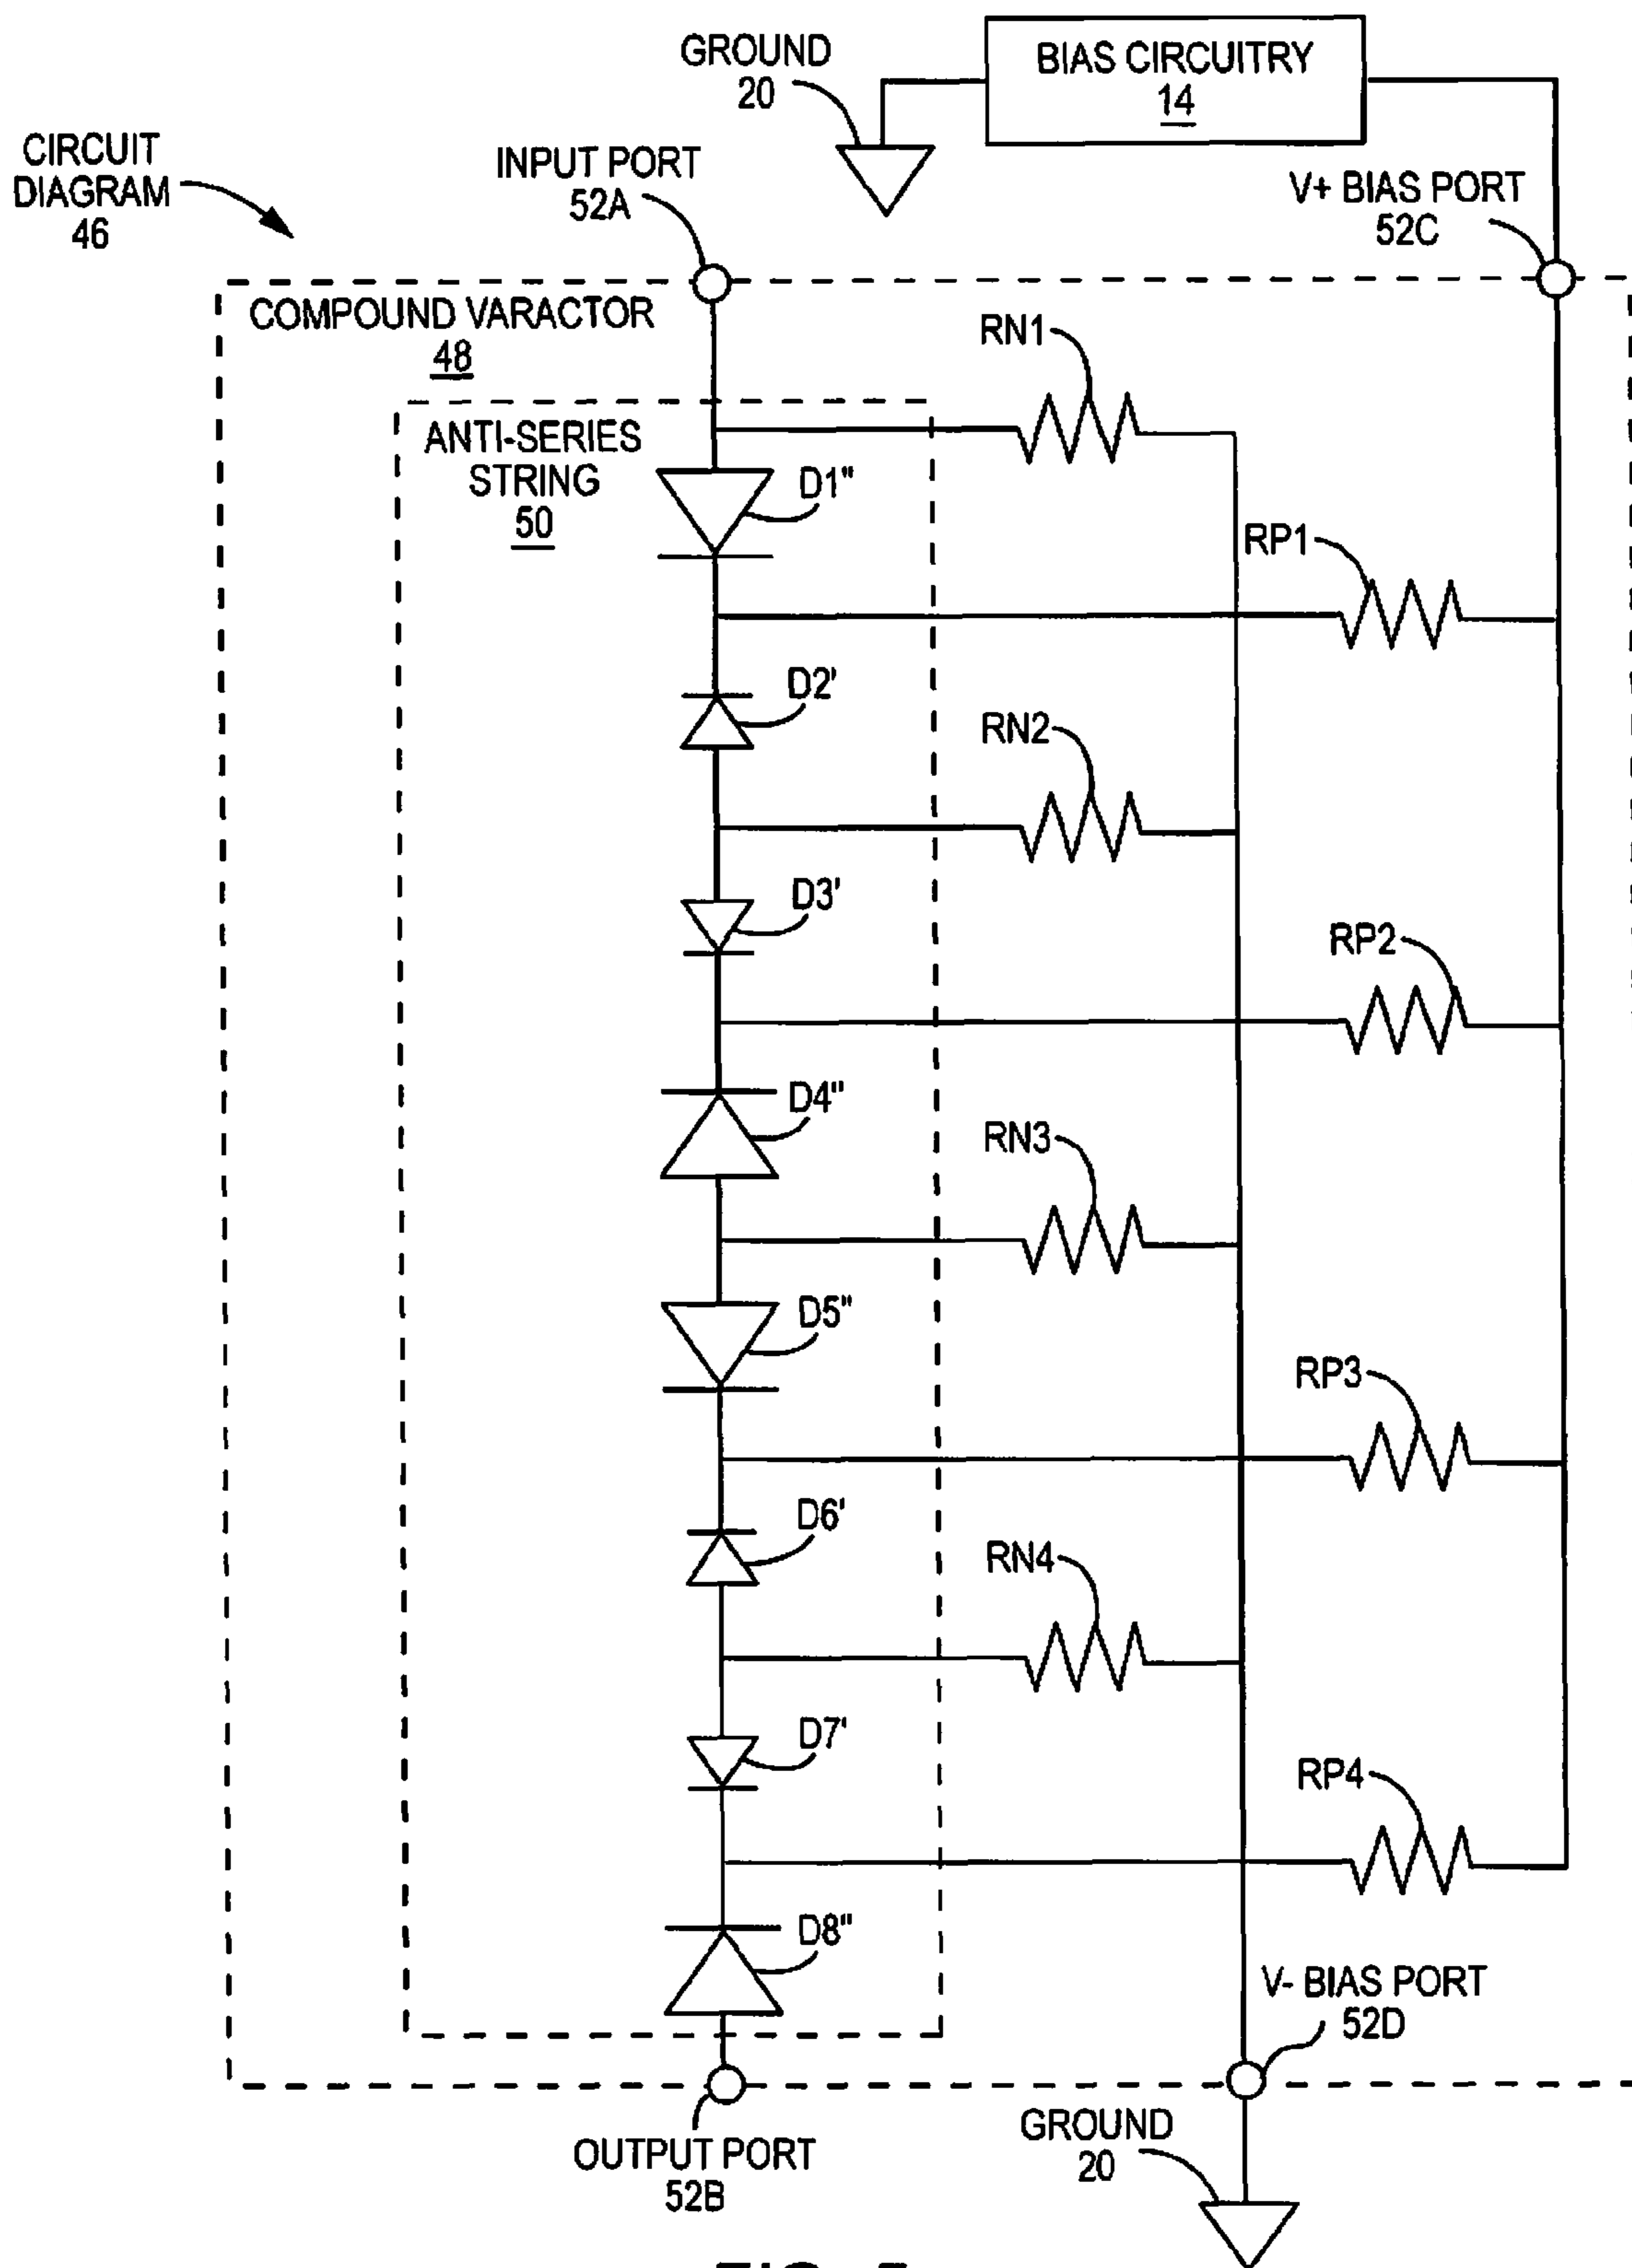 GROUND
20
BIAS CIRCUITRY
14
CIRCUIT
DIAGRAM
46
INPUT PORT
52A
V+ BIAS PORT
52C
COMPOUND VARACTOR
48
RN1
ANTI-SERIES
STRING
50
D1"
RP1
D2'
RN2
D3'
RP2
D4"
RN3
D5"
RP3
D6'
RN4
D7'
RP4
D8"
V- BIAS PORT
52D
OUTPUT PORT
52B
GROUND
20